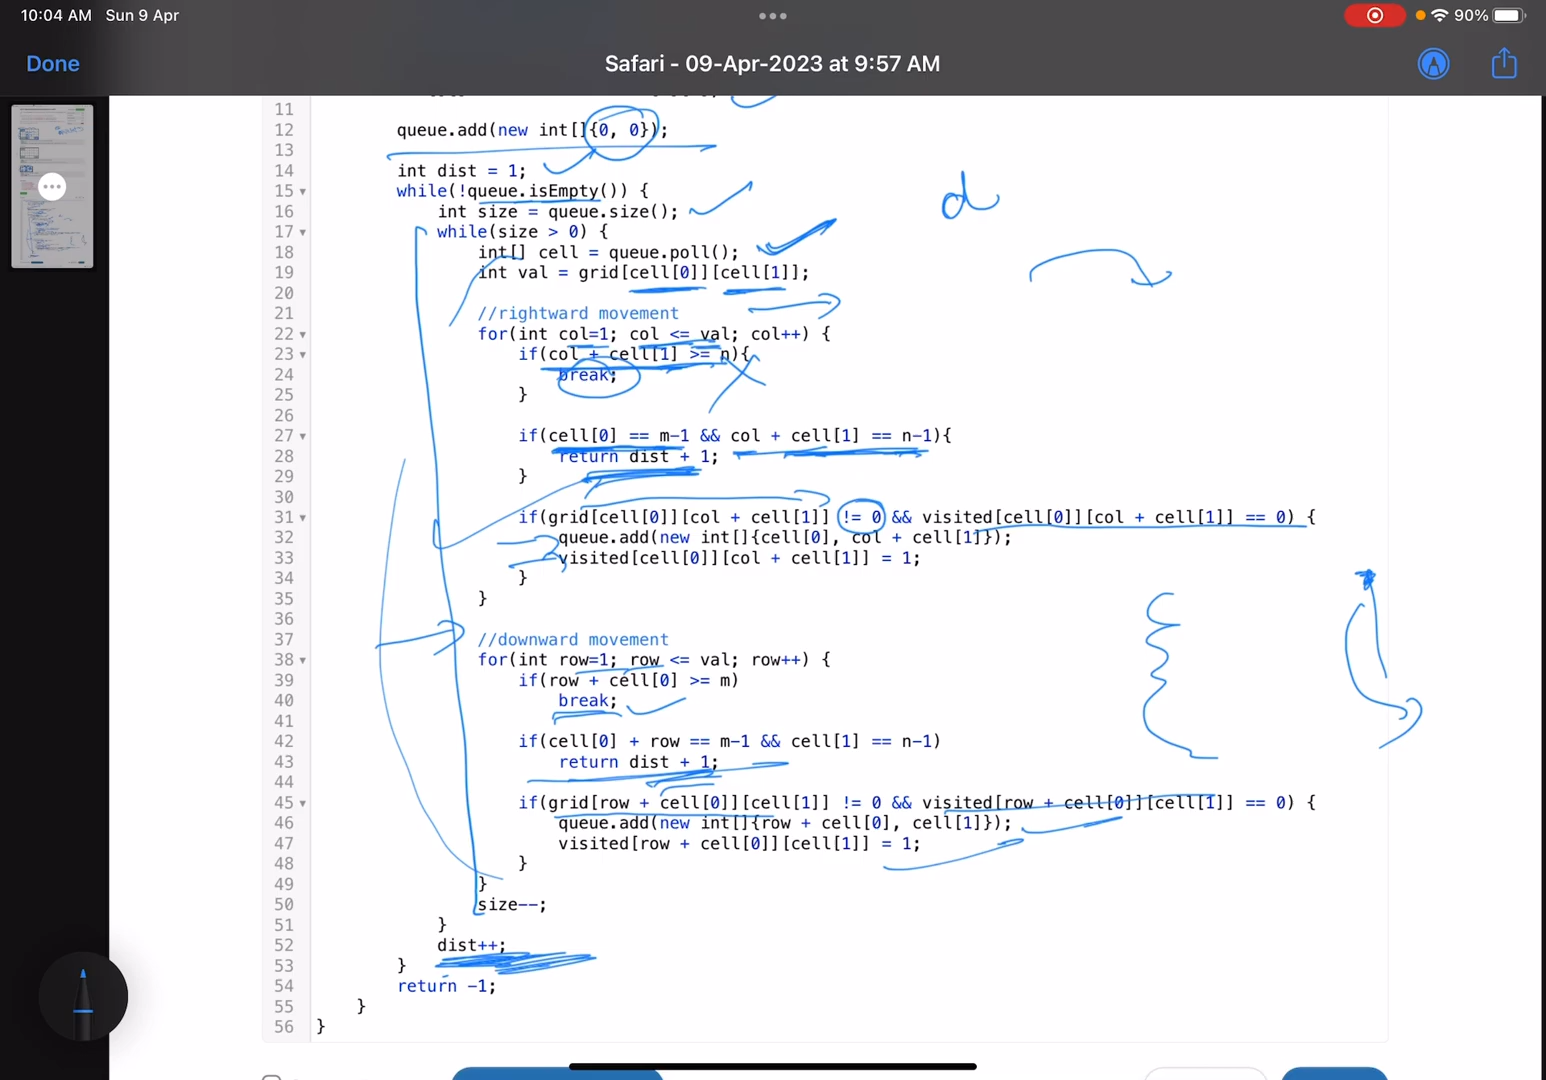 10:04 AM Sun 9 Apr
90%
Done
Safari - 09-Apr-2023 at 9:57 AM
11
12 queue.add(new int[]{0, 0});
13
14 int dist = 1;
15 while(!queue.isEmpty()) {
16 int size = queue.size();
17 while(size > 0) {
18 int[] cell = queue.poll();
19 int val = grid[cell[0]][cell[1]];
20
21 //rightward movement
22 for(int col=1; col <= val; col++) {
23 if(col + cell[1] >= n){
24 break;
25 }
26
27 if(cell[0] == m-1 && col + cell[1] == n-1){
28 return dist + 1;
29 }
30
31 if(grid[cell[0]][col + cell[1]] != 0 && visited[cell[0]][col + cell[1]] == 0) {
32 queue.add(new int[]{cell[0], col + cell[1]});
33 visited[cell[0]][col + cell[1]] = 1;
34 }
35 }
36
37 //downward movement
38 for(int row=1; row <= val; row++) {
39 if(row + cell[0] >= m)
40 break;
41
42 if(cell[0] + row == m-1 && cell[1] == n-1)
43 return dist + 1;
44
45 if(grid[row + cell[0]][cell[1]] != 0 && visited[row + cell[0]][cell[1]] == 0) {
46 queue.add(new int[]{row + cell[0], cell[1]});
47 visited[row + cell[0]][cell[1]] = 1;
48 }
49 }
50 size--;
51 }
52 dist++;
53 }
54 return -1;
55 }
56 }
d